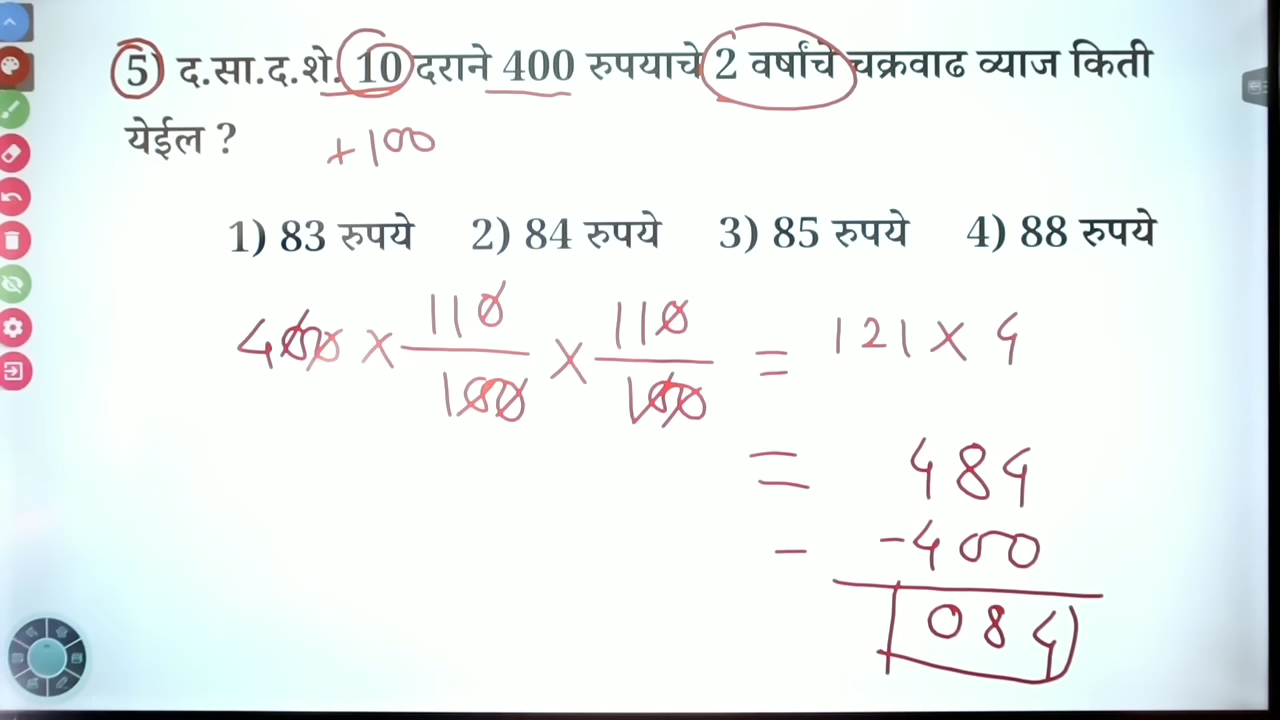 5) द.सा.द.शे. 10 दराने 400 रुपयाचे 2 वर्षांचे चक्रवाढ व्याज किती
येईल ?
+100
1) 83 रुपये 2) 84 रुपये 3) 85 रुपये 4) 88 रुपये
400 × 110/100 × 110/100 = 121 × 4
= 484
- -400
084